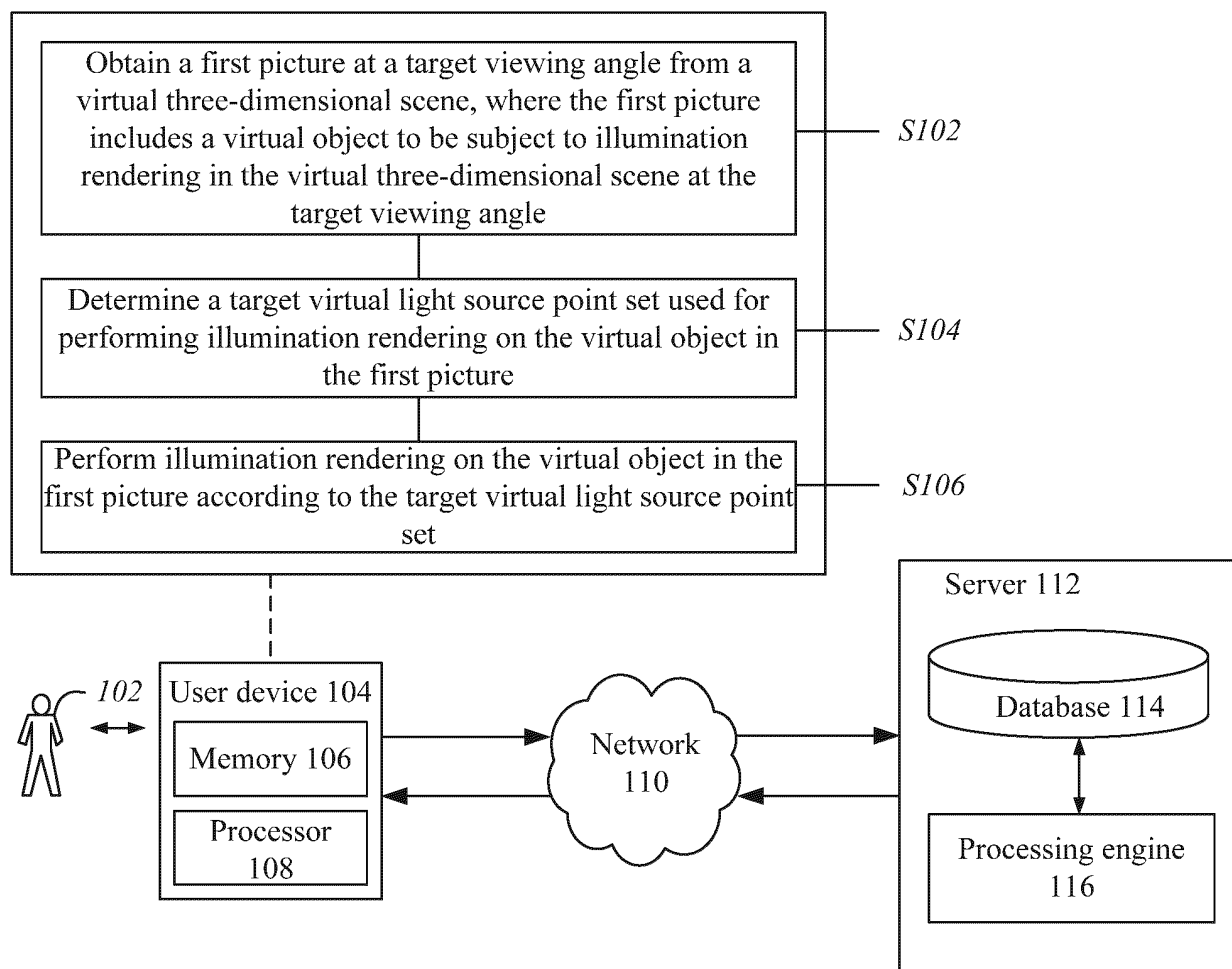 Obtain a first picture at a target viewing angle from a
virtual three-dimensional scene, where the first picture
includes a virtual object to be subject to illumination
rendering in the virtual three-dimensional scene at the
target viewing angle
S102
Determine a target virtual light source point set used for
performing illumination rendering on the virtual object in
the first picture
S104
Perform illumination rendering on the virtual object in the
first picture according to the target virtual light source point
set
S106
102
User device 104
Memory 106
Processor
108
Network
110
Server 112
Database 114
Processing engine
116